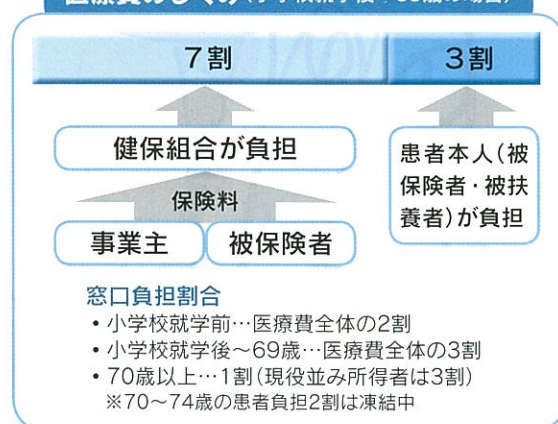 7割
3割
健保組合が負担
患者本人(被
保険者・被扶
養者)が負担
保険料
事業主
被保険者
窓口負担割合
・小学校就学前…医療費全体の2割
・小学校就学後〜69歳…医療費全体の3割
・70歳以上…1割(現役並み所得者は3割)
※70〜74歳の患者負担2割は凍結中